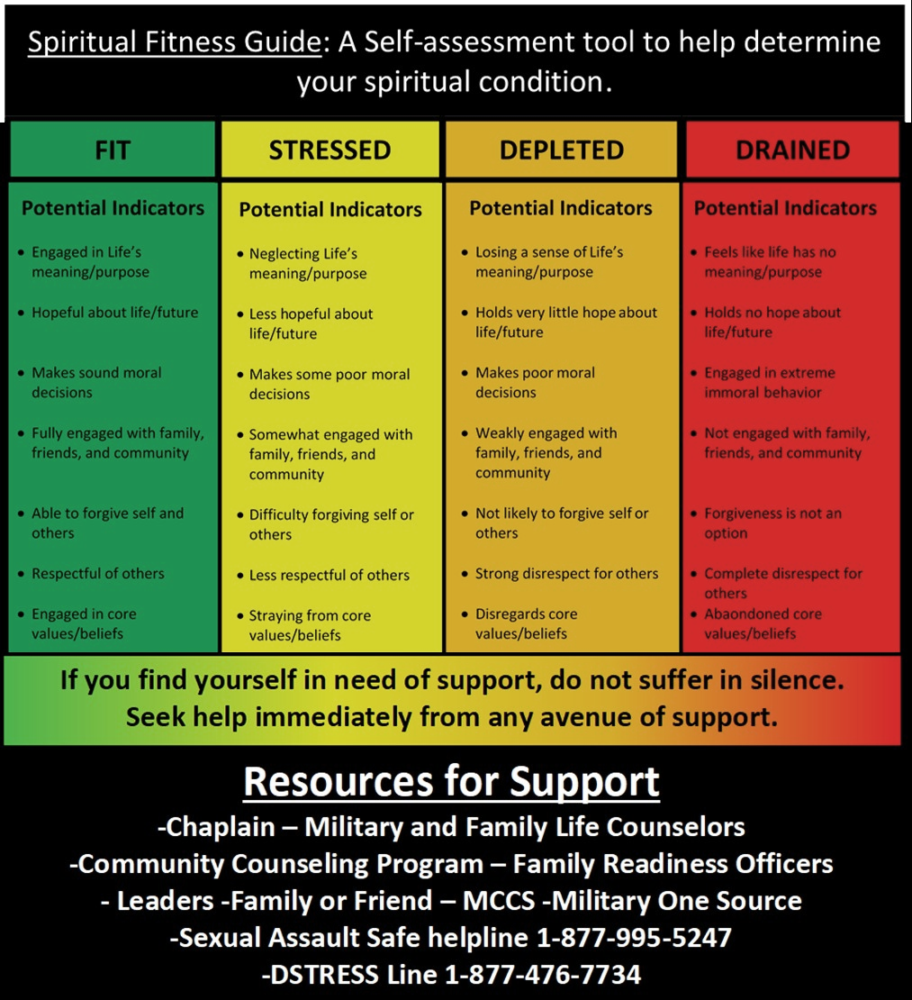 Spiritual Fitness Guide: A Self-assessment tool to help determine
your spiritual condition.
FIT
STRESSED
DEPLETED
DRAINED
Potential Indicators
• Engaged in Life's
meaning/purpose
• Hopeful about life/future
• Makes sound moral
decisions
• Fully engaged with family,
friends, and community
• Able to forgive self and
others
• Respectful of others
• Engaged in core
values/beliefs
Potential Indicators
• Neglecting Life's
meaning/purpose
• Less hopeful about
life/future
• Makes some poor moral
decisions
• Somewhat engaged with
family, friends, and
community
• Difficulty forgiving self or
others
• Less respectful of others
• Straying from core
values/beliefs
Potential Indicators
• Losing a sense of Life's
meaning/purpose
• Holds very little hope about
life/future
• Makes poor moral
decisions
• Weakly engaged with
family, friends, and
community
• Not likely to forgive self or
others
• Strong disrespect for others
• Disregards core
values/beliefs
Potential Indicators
• Feels like life has no
meaning/purpose
• Holds no hope about
life/future
• Engaged in extreme
immoral behavior
• Not engaged with family,
friends, and community
• Forgiveness is not an
option
• Complete disrespect for
others
• Abaondoned core
values/beliefs
If you find yourself in need of support, do not suffer in silence.
Seek help immediately from any avenue of support.
Resources for Support
-Chaplain – Military and Family Life Counselors
-Community Counseling Program – Family Readiness Officers
- Leaders -Family or Friend – MCCS -Military One Source
-Sexual Assault Safe helpline 1-877-995-5247
-DSTRESS Line 1-877-476-7734